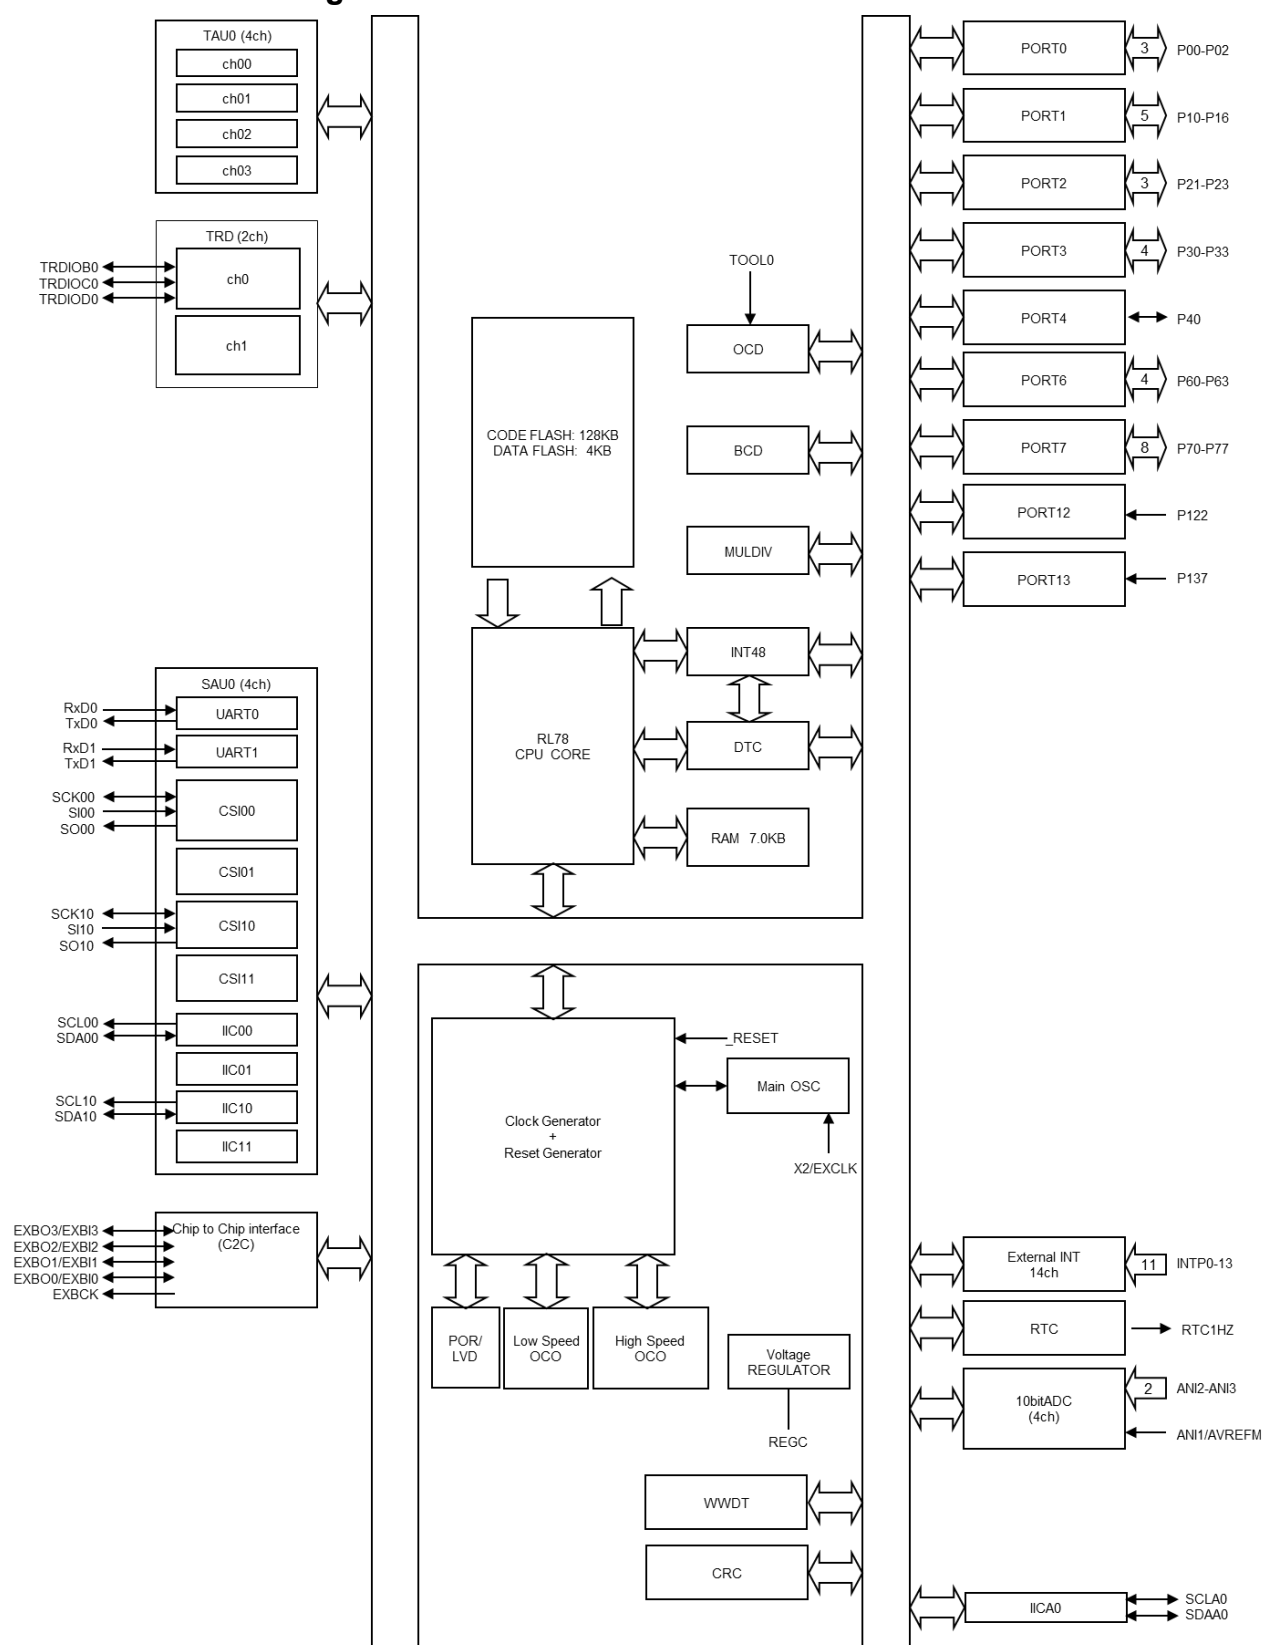 TAU0 (4ch)
ch00
ch01
ch02
ch03
TRD (2ch)
TRDIOB0
TRDIOC0
TRDIOD0
ch0
ch1
SAU0 (4ch)
RxD0
TxD0
UART0
RxD1
TxD1
UART1
SCK00
SI00
SO00
CSI00
CSI01
SCK10
SI10
SO10
CSI10
CSI11
SCL00
SDA00
IIC00
IIC01
SCL10
SDA10
IIC10
IIC11
EXBO3/EXBI3
EXBO2/EXBI2
EXBO1/EXBI1
EXBO0/EXBI0
EXBCK
Chip to Chip interface
(C2C)
CODE FLASH: 128KB
DATA FLASH: 4KB
RL78
CPU CORE
TOOL0
OCD
BCD
MULDIV
INT48
DTC
RAM 7.0KB
Clock Generator
+
Reset Generator
_RESET
Main OSC
X2/EXCLK
POR/
LVD
Low Speed
OCO
High Speed
OCO
Voltage
REGULATOR
REGC
WWDT
CRC
PORT0
3
P00-P02
PORT1
5
P10-P16
PORT2
3
P21-P23
PORT3
4
P30-P33
PORT4
P40
PORT6
4
P60-P63
PORT7
8
P70-P77
PORT12
P122
PORT13
P137
External INT
14ch
11
INTP0-13
RTC
RTC1HZ
10bitADC
(4ch)
2
ANI2-ANI3
ANI1/AVREFM
IICA0
SCLA0
SDAA0